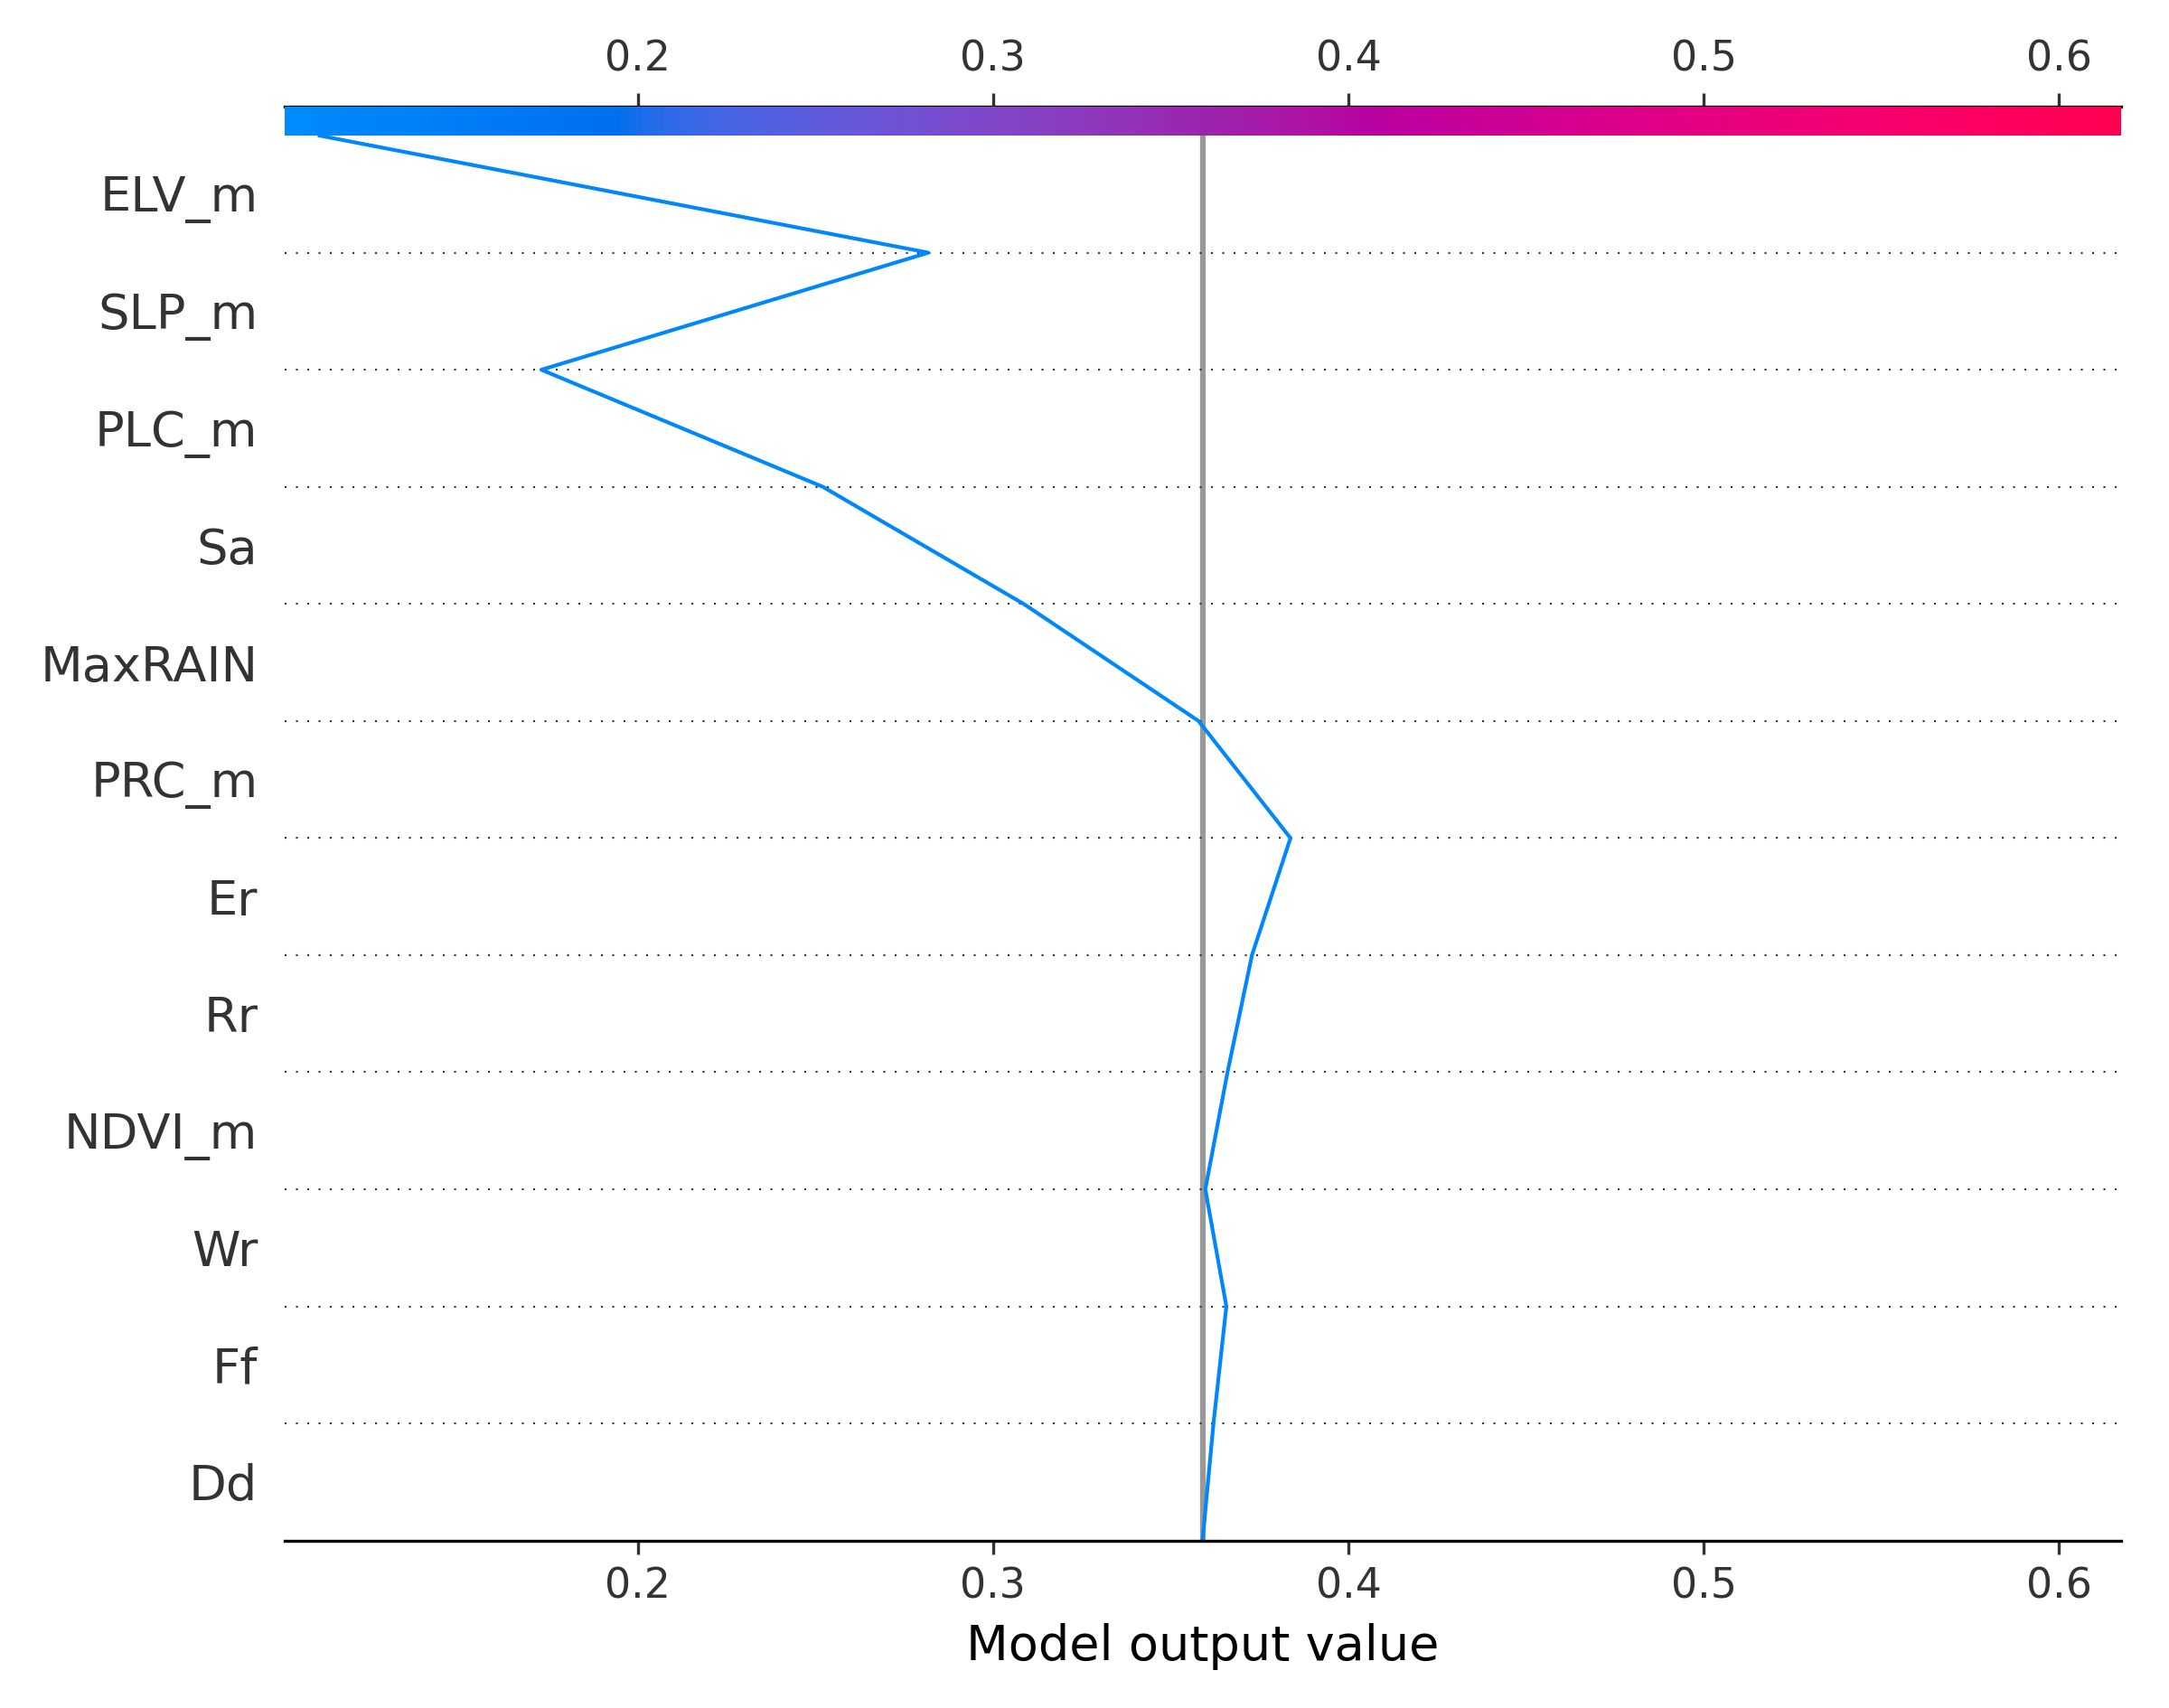 0.2 0.3 0.4 0.5 0.6
ELV_m
SLP_m
PLC_m
Sa
MaxRAIN
PRC_m
Er
Rr
NDVI_m
Wr
Ff
Dd
0.2 0.3 0.4 0.5 0.6
Model output value